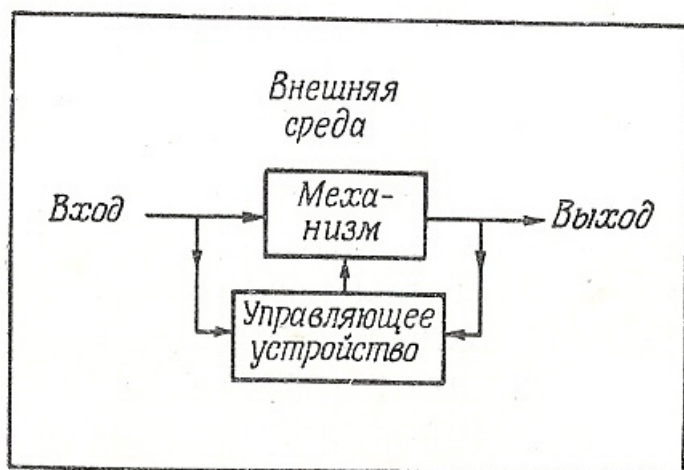 Внешняя
среда
Вход
Меха-
низм
Выход
Управляющее
устройство